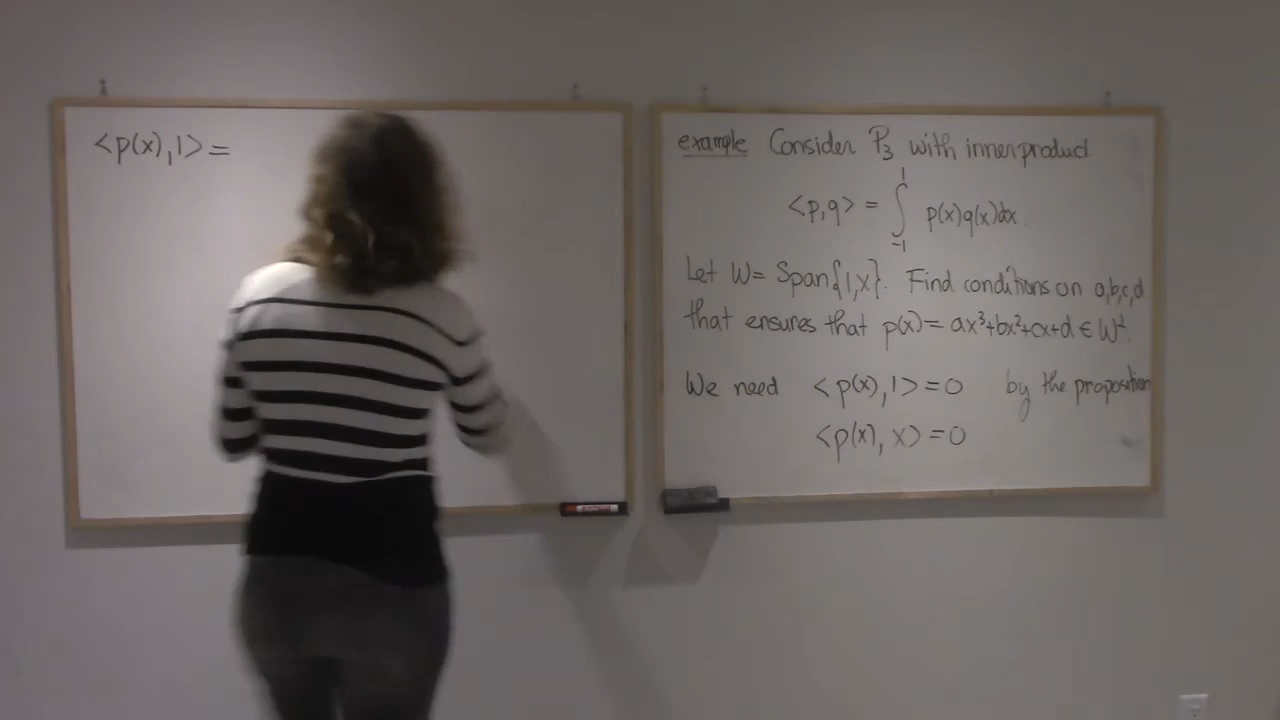 <p(x),1> =
example Consider P₃ with inner product
<p,q> = ∫₋₁¹ p(x)q(x)dx.
Let W = Span{1,x}. Find conditions on a,b,c,d
that ensures that p(x) = ax³+bx²+cx+d ∈ W⊥.
We need <p(x),1> = 0 by the proposition
<p(x), x> = 0